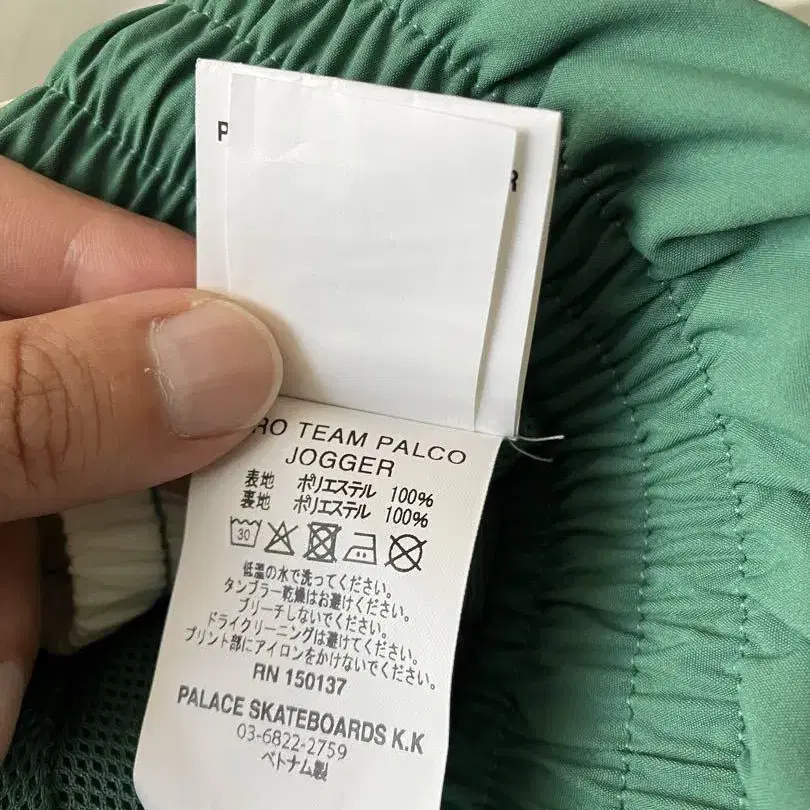 P
R
RO TEAM PALCO
JOGGER
表地 ポリエステル 100%
裏地 ポリエステル 100%
30
低温の水で洗ってください。
タンブラー乾燥はお避けください。
ブリーチしないでください。
ドライクリーニングは避けてください。
プリント部にアイロンをかけないでください。
RN 150137
PALACE SKATEBOARDS K.K
03-6822-2759
ベトナム製